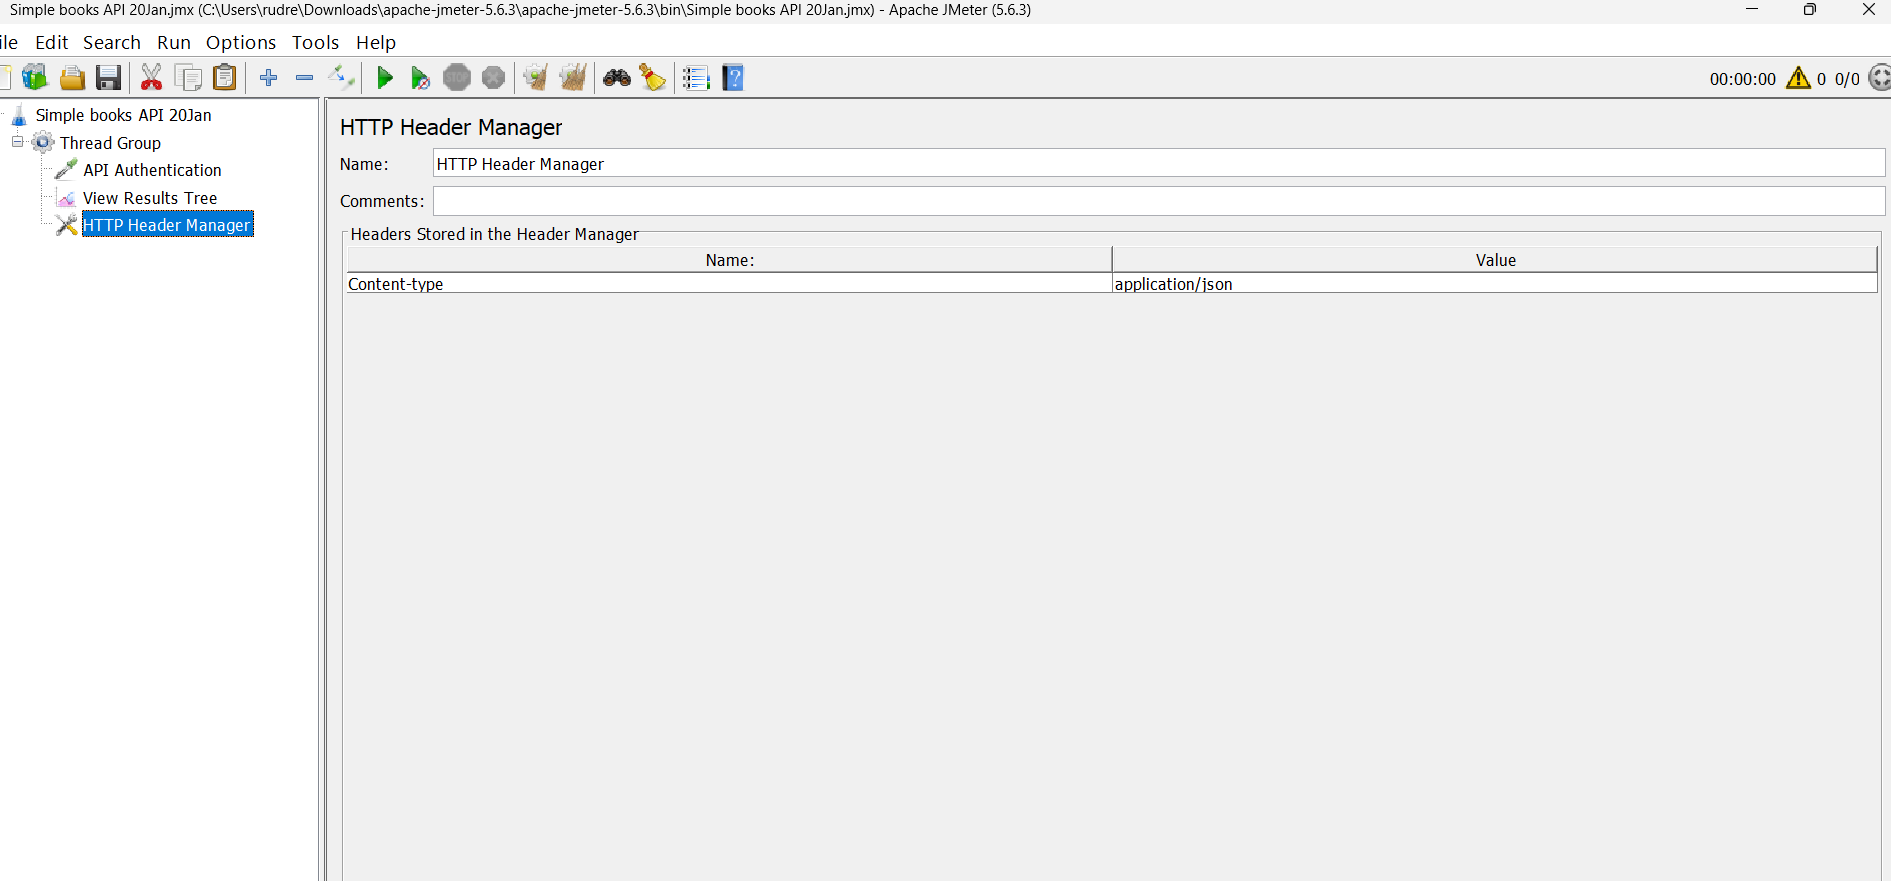 Simple books API 20Jan.jmx (C:\Users\rudre\Downloads\apache-jmeter-5.6.3\apache-jmeter-5.6.3\bin\Simple books API 20Jan.jmx) - Apache JMeter (5.6.3)
ile Edit Search Run Options Tools Help
STOP
?
00:00:00 0 0/0
Simple books API 20Jan
Thread Group
API Authentication
View Results Tree
HTTP Header Manager
HTTP Header Manager
Name: HTTP Header Manager
Comments:
Headers Stored in the Header Manager
Name: Value
Content-type application/json